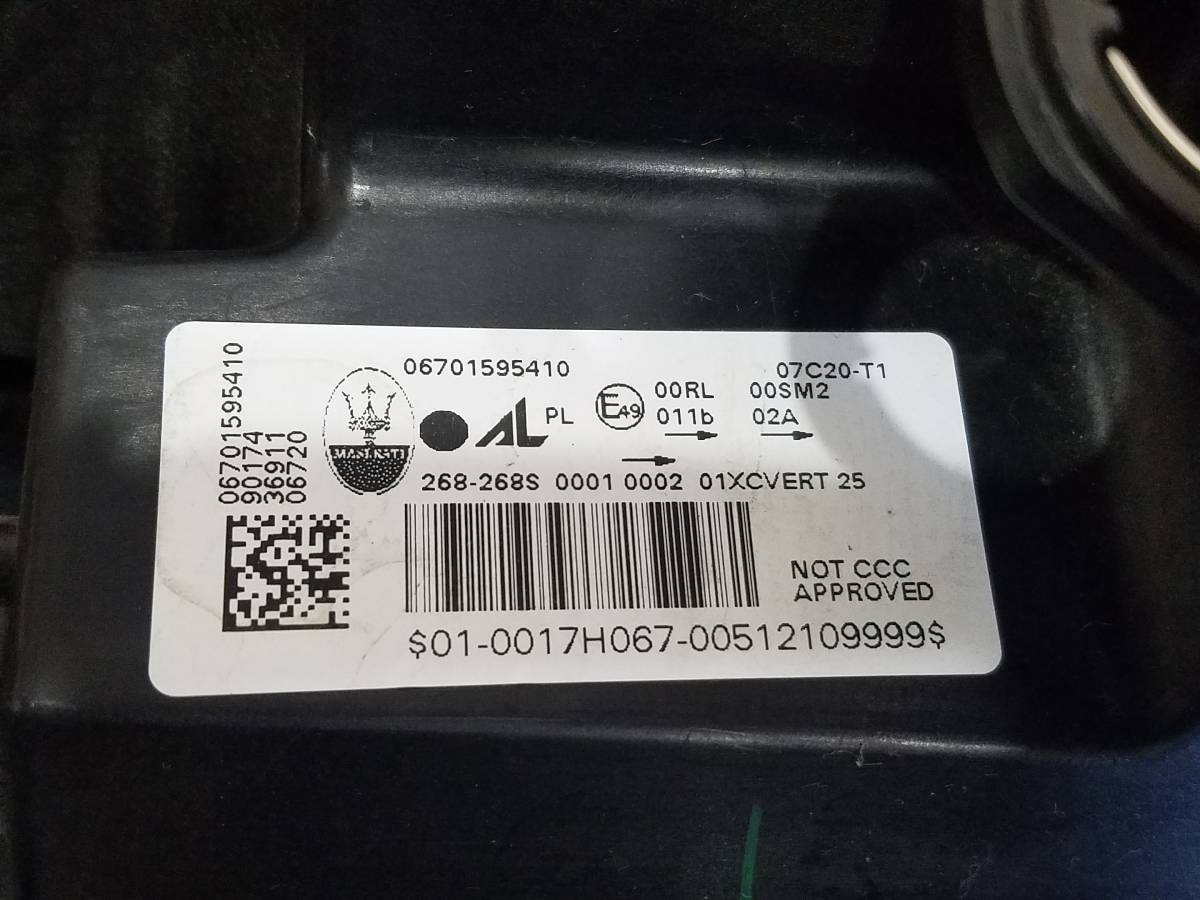 06701595410
90174
36911
06720
MASERATI
06701595410
07C20-T1
AL PL
E49
00RL 00SM2
011b 02A
268-268S 0001 0002 01XCVERT 25
NOT CCC
APPROVED
$01-0017H067-00512109999$